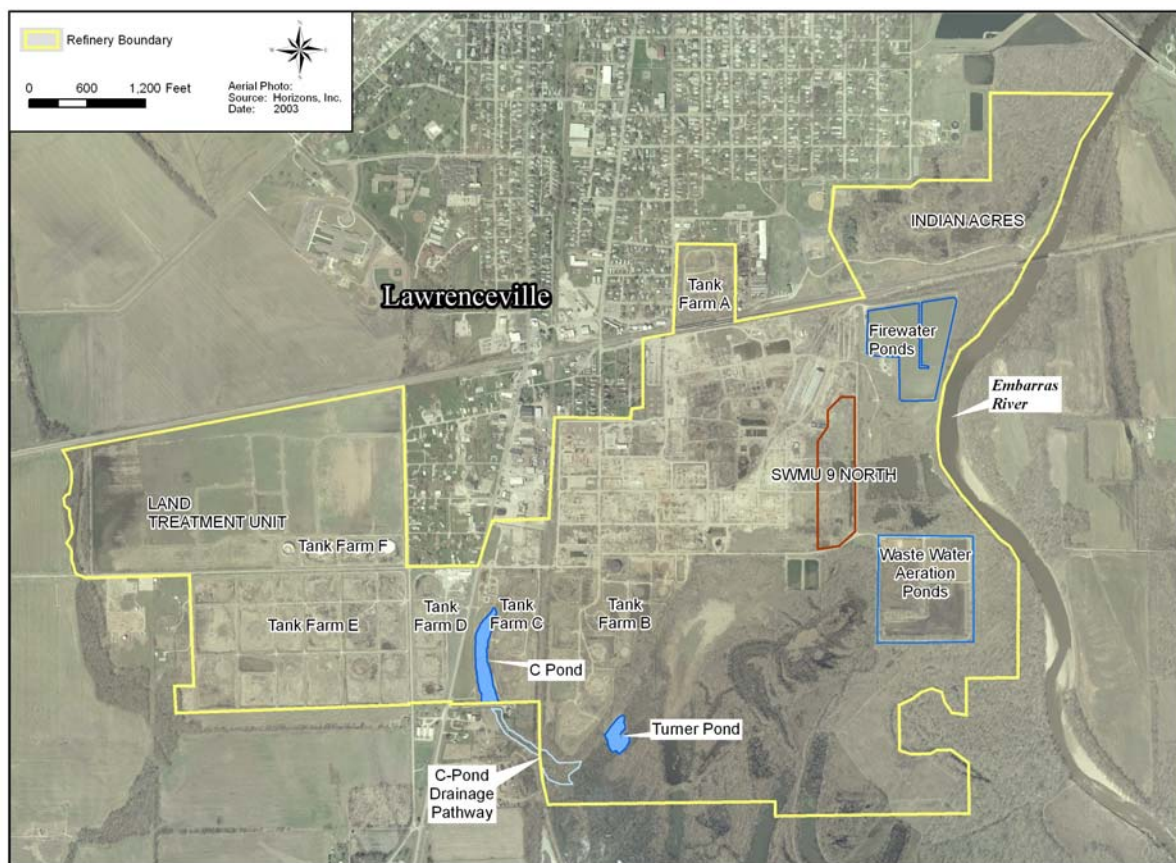 Refinery Boundary
0 600 1,200 Feet
Aerial Photo:
Source: Horizons, Inc.
Date: 2003
INDIAN ACRES
Tank
Farm A
Lawrenceville
Firewater
Ponds
Embarras
River
SWMU 9 NORTH
LAND
TREATMENT UNIT
Tank Farm F
Waste Water
Aeration
Ponds
Tank Farm E
Tank
Farm D
Tank
Farm C
Tank
Farm B
C Pond
Turner Pond
C-Pond
Drainage
Pathway